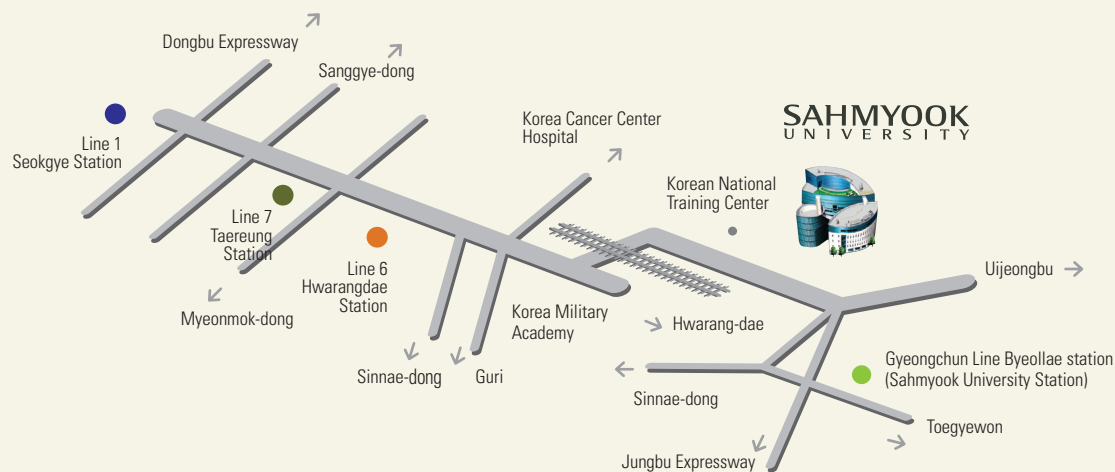 Dongbu Expressway
Sanggye-dong
Line 1
Seokgye Station
Korea Cancer Center
Hospital
SAHMYOOK
UNIVERSITY
Korean National
Training Center
Line 7
Taereung
Station
Line 6
Hwarangdae
Station
Uijeongbu
Myeonmok-dong
Korea Military
Academy
Hwarang-dae
Sinnae-dong
Guri
Gyeongchun Line Byeollae station
(Sahmyook University Station)
Sinnae-dong
Toegyewon
Jungbu Expressway